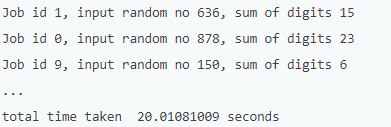 Job id 1, input random no 636, sum of digits 15
Job id 0, input random no 878, sum of digits 23
Job id 9, input random no 150, sum of digits 6
...
total time taken  20.01081009 seconds